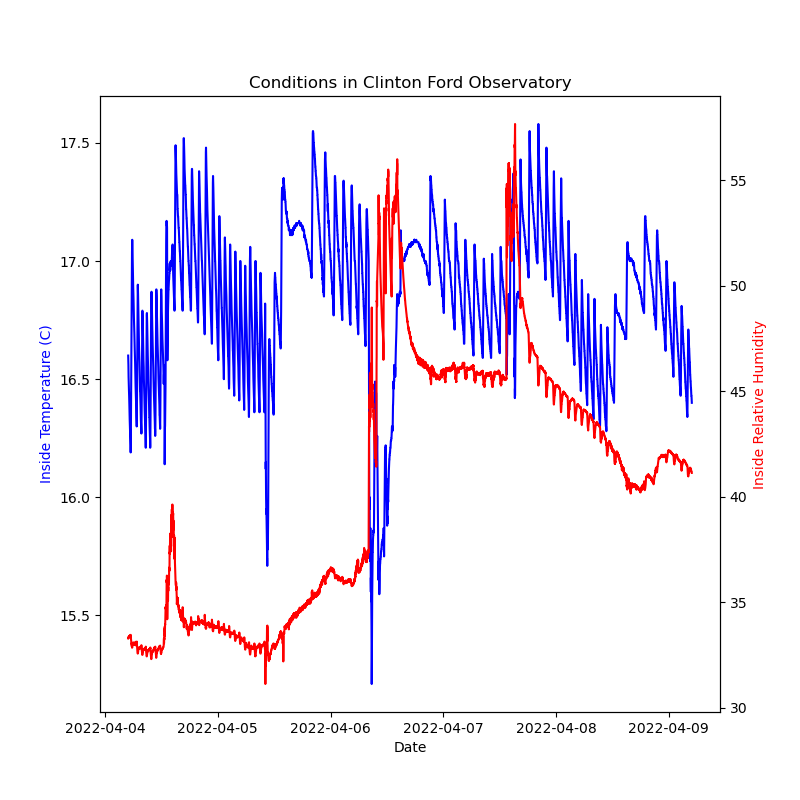 Conditions in Clinton Ford Observatory
17.5
17.0
16.5
16.0
15.5
Inside Temperature (C)
55
50
45
40
35
30
Inside Relative Humidity
2022-04-04 2022-04-05 2022-04-06 2022-04-07 2022-04-08 2022-04-09
Date